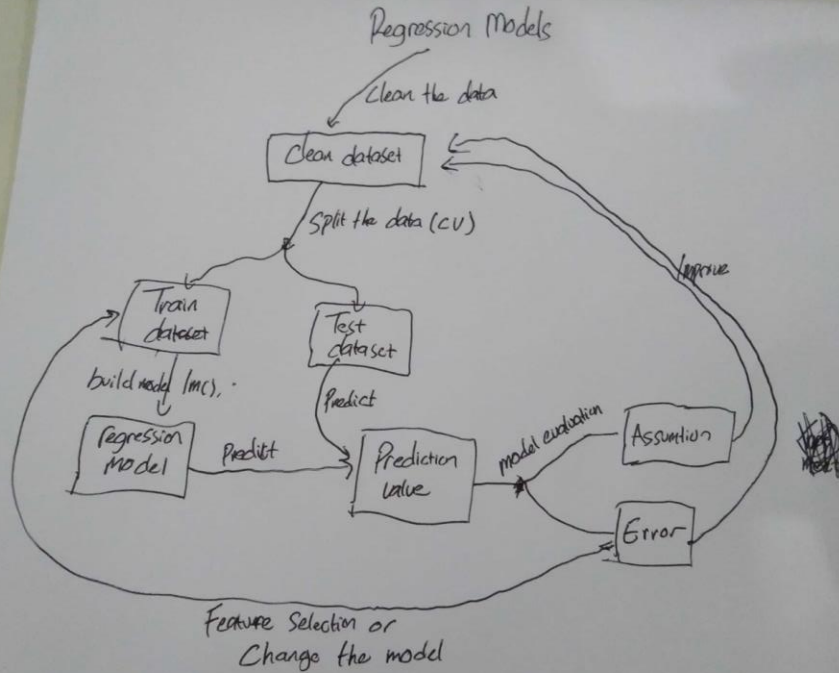 Regression Models
Clean the data
Clean dataset
Split the data (CV)
Improve
Train
dataset
Test
dataset
build model lm().
Predict
regression
model
Predict
Prediction
value
model evaluation
Assumtion
Error
Feature Selection or
Change the model